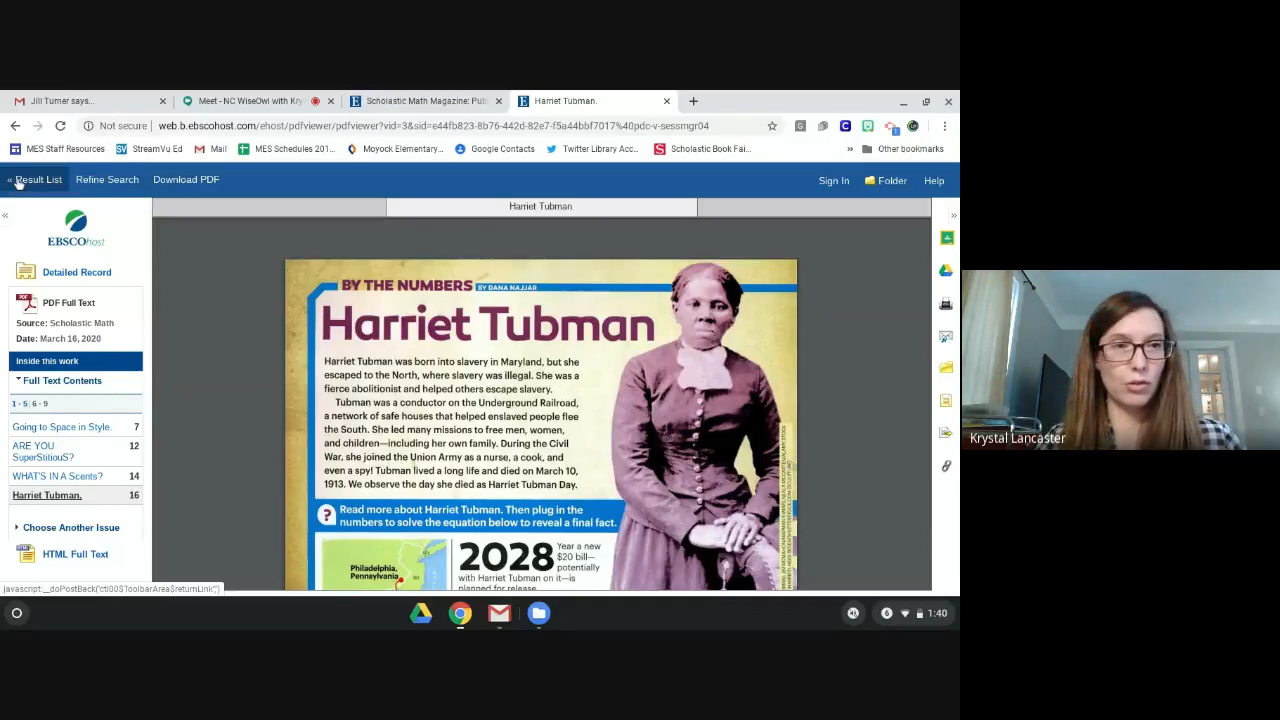 Jill Turner says...
Meet - NC WiseOwl with Kry
Scholastic Math Magazine: Pub
Harriet Tubman.
Not secure
web.b.ebscohost.com/ehost/pdfviewer/pdfviewer?vid=3&sid=e44fb823-8b76-442d-82e7-f5a44bbf7017%40pdc-v-sessmgr04
MES Staff Resources
StreamVu Ed
Mail
MES Schedules 201...
Moyock Elementary...
Google Contacts
Twitter Library Acc...
Scholastic Book Fai...
»
Other bookmarks
« Result List
Refine Search
Download PDF
Sign In
Folder
Help
Harriet Tubman.
EBSCOhost
Detailed Record
PDF Full Text
Source: Scholastic Math
Date: March 16, 2020
Inside this work
Full Text Contents
1 - 5 | 6 - 9
Going to Space in Style. 7
ARE YOU 12
SuperStitiouS?
WHAT'S IN A Scents? 14
Harriet Tubman. 16
Choose Another Issue
HTML Full Text
BY THE NUMBERS BY DANA NAJJAR
Harriet Tubman
Harriet Tubman was born into slavery in Maryland, but she
escaped to the North, where slavery was illegal. She was a
fierce abolitionist and helped others escape slavery.
Tubman was a conductor on the Underground Railroad,
a network of safe houses that helped enslaved people flee
the South. She led many missions to free men, women,
and children—including her own family. During the Civil
War, she joined the Union Army as a nurse, a cook, and
even a spy! Tubman lived a long life and died on March 10,
1913. We observe the day she died as Harriet Tubman Day.
? Read more about Harriet Tubman. Then plug in the
numbers to solve the equation below to reveal a final fact.
Philadelphia,
Pennsylvania
2028 Year a new
$20 bill—
potentially
with Harriet Tubman on it—is
planned for release.
javascript:__doPostBack('ctl00$ToolbarArea$returnLink','')
6
1:40
Krystal Lancaster